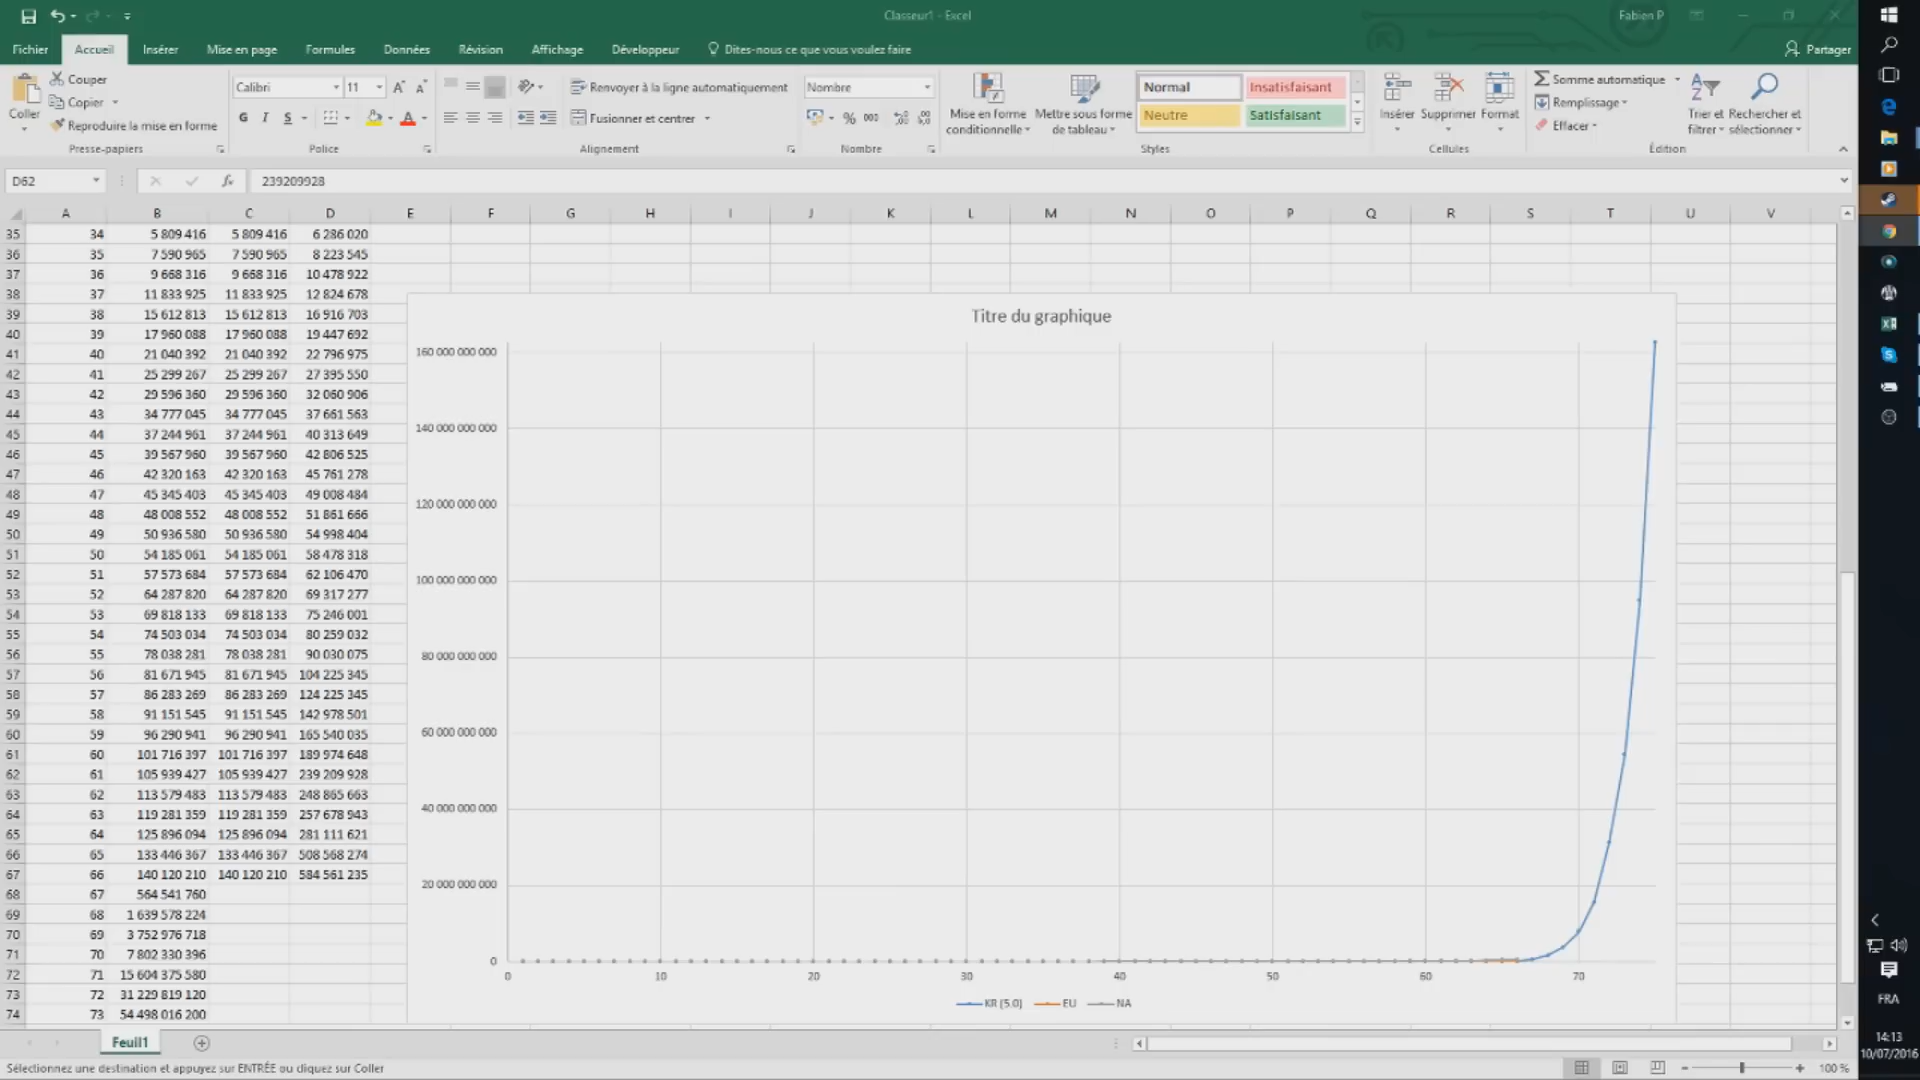 Classeur1 - Excel
Fabien P
Fichier Accueil Insérer Mise en page Formules Données Révision Affichage Développeur Dites-nous ce que vous voulez faire Partager
Coller
Couper
Copier
Reproduire la mise en forme
Presse-papiers
Calibri 11
G I S
Police
Renvoyer à la ligne automatiquement
Fusionner et centrer
Alignement
Nombre
% 000
Nombre
Mise en forme conditionnelle
Mettre sous forme de tableau
Normal Insatisfaisant
Neutre Satisfaisant
Styles
Insérer Supprimer Format
Cellules
Somme automatique
Remplissage
Effacer
Trier et filtrer
Rechercher et sélectionner
Édition
D62 fx 239209928
A B C D E F G H I J K L M N O P Q R S T U V
35 34 5 809 416 5 809 416 6 286 020
36 35 7 590 965 7 590 965 8 223 545
37 36 9 668 316 9 668 316 10 478 922
38 37 11 833 925 11 833 925 12 824 678
39 38 15 612 813 15 612 813 16 916 703
40 39 17 960 088 17 960 088 19 447 692
41 40 21 040 392 21 040 392 22 796 975
42 41 25 299 267 25 299 267 27 395 550
43 42 29 596 360 29 596 360 32 060 906
44 43 34 777 045 34 777 045 37 661 563
45 44 37 244 961 37 244 961 40 313 649
46 45 39 567 960 39 567 960 42 806 525
47 46 42 320 163 42 320 163 45 761 278
48 47 45 345 403 45 345 403 49 008 484
49 48 48 008 552 48 008 552 51 861 666
50 49 50 936 580 50 936 580 54 998 404
51 50 54 185 061 54 185 061 58 478 318
52 51 57 573 684 57 573 684 62 106 470
53 52 64 287 820 64 287 820 69 317 277
54 53 69 818 133 69 818 133 75 246 001
55 54 74 503 034 74 503 034 80 259 032
56 55 78 038 281 78 038 281 90 030 075
57 56 81 671 945 81 671 945 104 225 345
58 57 86 283 269 86 283 269 124 225 345
59 58 91 151 545 91 151 545 142 978 501
60 59 96 290 941 96 290 941 165 540 035
61 60 101 716 397 101 716 397 189 974 648
62 61 105 939 427 105 939 427 239 209 928
63 62 113 579 483 113 579 483 248 865 663
64 63 119 281 359 119 281 359 257 678 943
65 64 125 896 094 125 896 094 281 111 621
66 65 133 446 367 133 446 367 508 568 274
67 66 140 120 210 140 120 210 584 561 235
68 67 564 541 760
69 68 1 639 578 224
70 69 3 752 976 718
71 70 7 802 330 396
72 71 15 604 375 580
73 72 31 229 819 120
74 73 54 498 016 200
Titre du graphique
160 000 000 000
140 000 000 000
120 000 000 000
100 000 000 000
80 000 000 000
60 000 000 000
40 000 000 000
20 000 000 000
0
0 10 20 30 40 50 60 70
KR (5.0) EU NA
Feuil1
Sélectionnez une destination et appuyez sur ENTRÉE ou cliquez sur Coller
100 %
FRA
14:13
10/07/2016